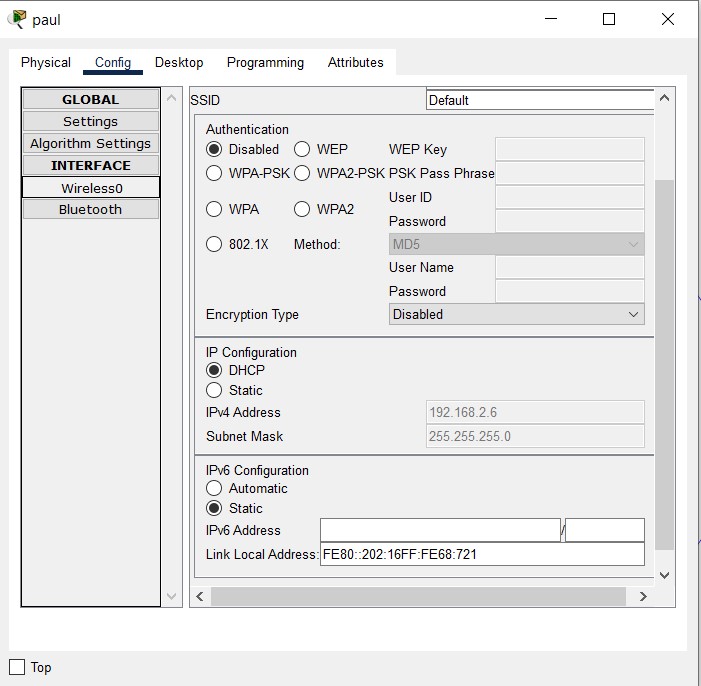 paul
Physical Config Desktop Programming Attributes
GLOBAL
Settings
Algorithm Settings
INTERFACE
Wireless0
Bluetooth
SSID Default
Authentication
Disabled WEP WEP Key
WPA-PSK WPA2-PSK PSK Pass Phrase
User ID
WPA WPA2
Password
802.1X Method: MD5
User Name
Password
Encryption Type Disabled
IP Configuration
DHCP
Static
IPv4 Address 192.168.2.6
Subnet Mask 255.255.255.0
IPv6 Configuration
Automatic
Static
IPv6 Address /
Link Local Address: FE80::202:16FF:FE68:721
Top